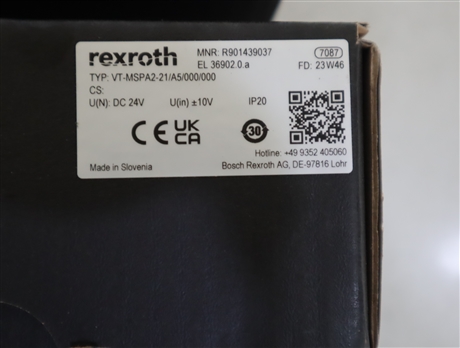 rexroth MNR: R901439037 7087
EL 36902.0.a FD: 23W46
TYP: VT-MSPA2-21/A5/000/000
CS:
U(N): DC 24V U(in) ±10V IP20
CE UK CA 30
Hotline: +49 9352 405060
Made in Slovenia Bosch Rexroth AG, DE-97816 Lohr